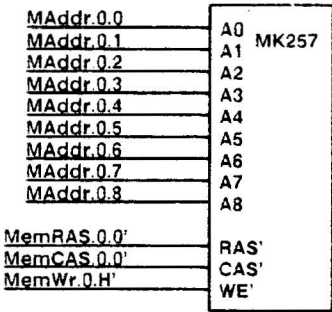 MAddr.0.0 A0 MK257
MAddr.0.1 A1
MAddr.0.2 A2
MAddr.0.3 A3
MAddr.0.4 A4
MAddr.0.5 A5
MAddr.0.6 A6
MAddr.0.7 A7
MAddr.0.8 A8
MemRAS.0.0' RAS'
MemCAS.0.0' CAS'
MemWr.0.H' WE'